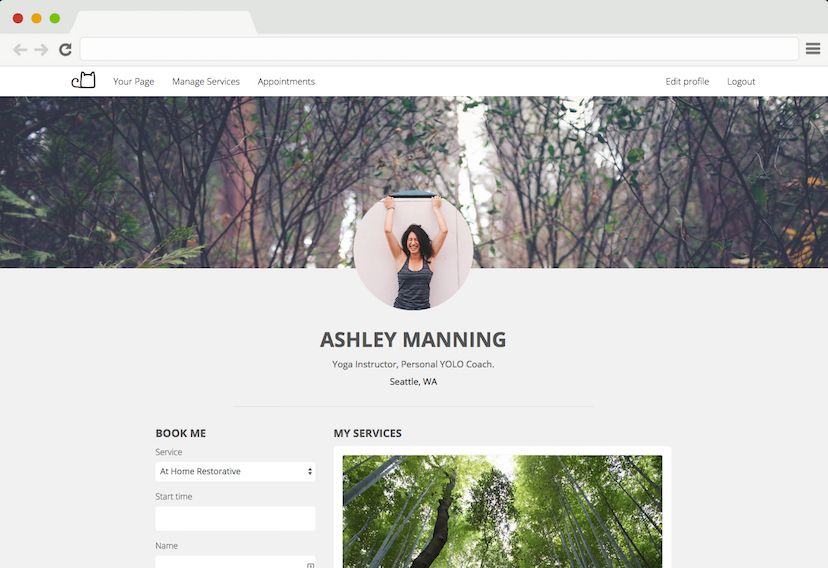 Your Page
Manage Services
Appointments
Edit profile
Logout
ASHLEY MANNING
Yoga Instructor, Personal YOLO Coach.
Seattle, WA
BOOK ME
Service
At Home Restorative
Start time
Name
MY SERVICES